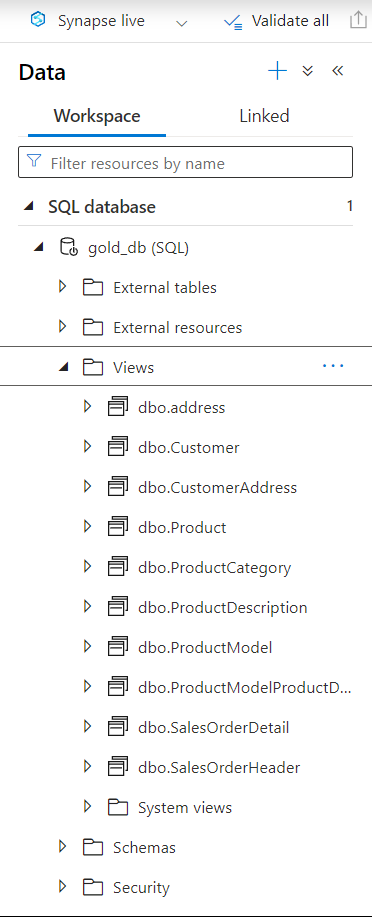 Synapse live
Validate all
Data
Workspace
Linked
Filter resources by name
SQL database
1
gold_db (SQL)
External tables
External resources
Views
dbo.address
dbo.Customer
dbo.CustomerAddress
dbo.Product
dbo.ProductCategory
dbo.ProductDescription
dbo.ProductModel
dbo.ProductModelProductD...
dbo.SalesOrderDetail
dbo.SalesOrderHeader
System views
Schemas
Security